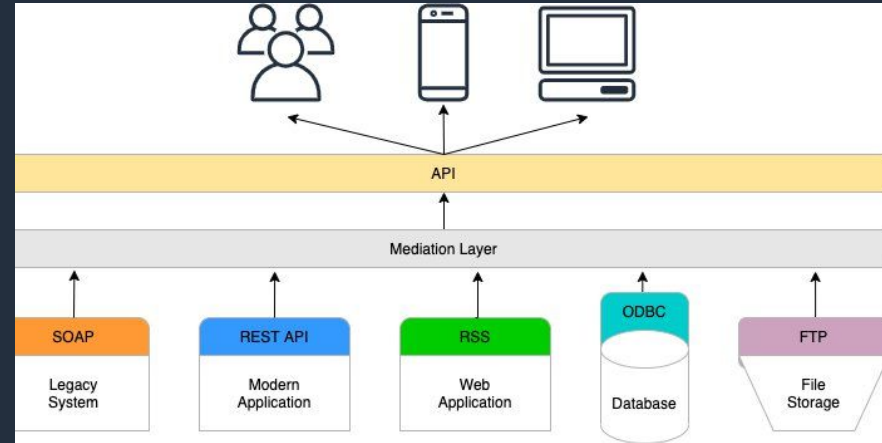 API
Mediation Layer
SOAP
REST API
RSS
ODBC
FTP
Legacy
System
Modern
Application
Web
Application
Database
File
Storage